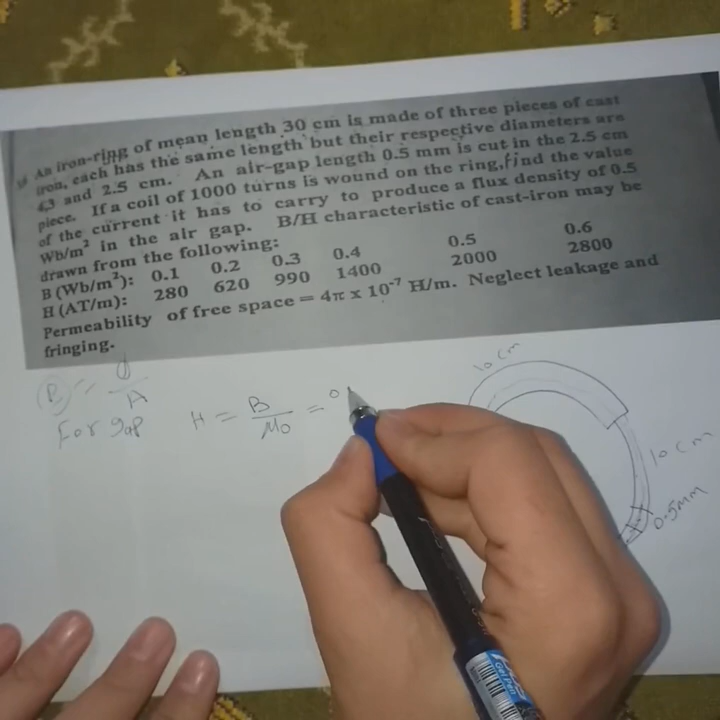 An iron-ring of mean length 30 cm is made of three pieces of cast
iron, each has the same length but their respective diameters are
4,3 and 2.5 cm. An air-gap length 0.5 mm is cut in the 2.5 cm
piece. If a coil of 1000 turns is wound on the ring, find the value
of the current it has to carry to produce a flux density of 0.5
Wb/m² in the air gap. B/H characteristic of cast-iron may be
drawn from the following:
B (Wb/m²): 0.1 0.2 0.3 0.4 0.5 0.6
H (AT/m): 280 620 990 1400 2000 2800
Permeability of free space = 4π x 10⁻⁷ H/m. Neglect leakage and
fringing.
10 cm
For gap
H = B/μ0 = 0
10 cm
0.5mm
GelPen